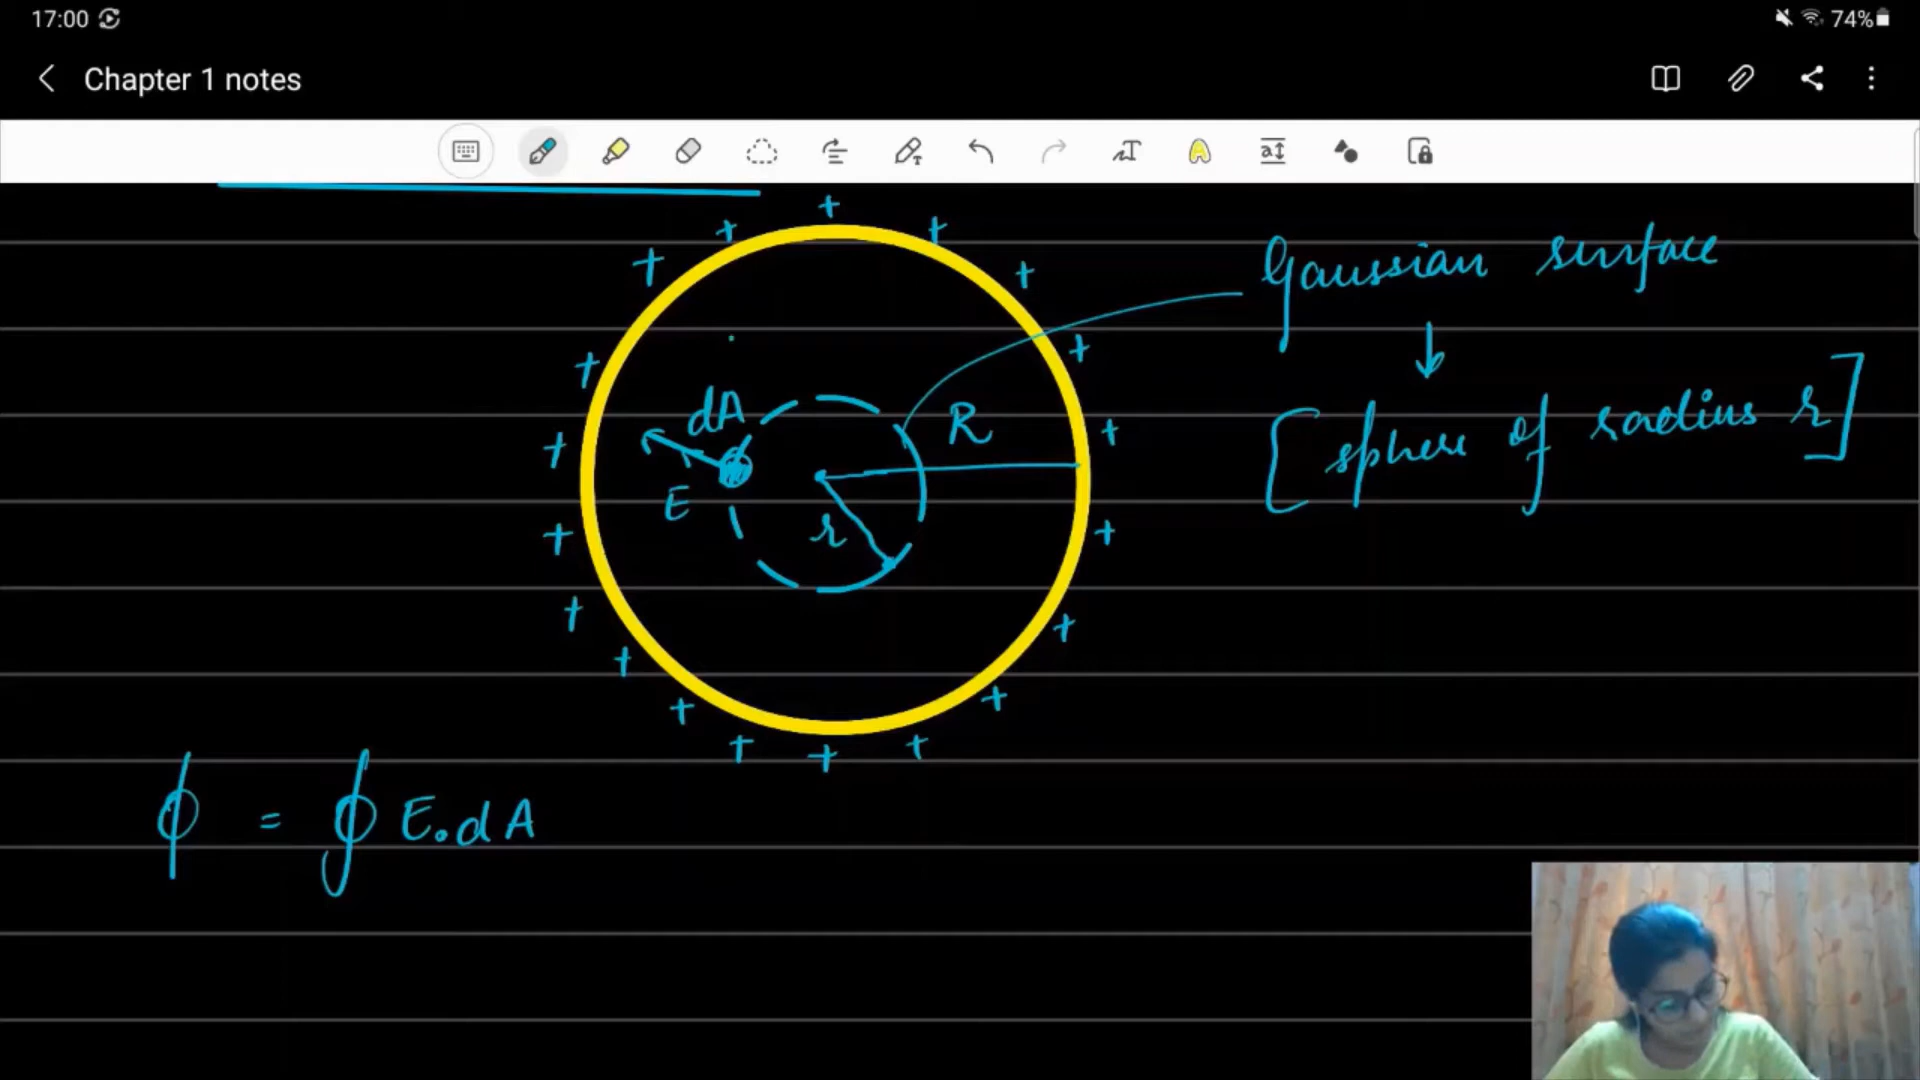 17:00
74%
Chapter 1 notes
Gaussian surface
[sphere of radius r]
dA
R
E
r
ϕ = ∮ E.dA